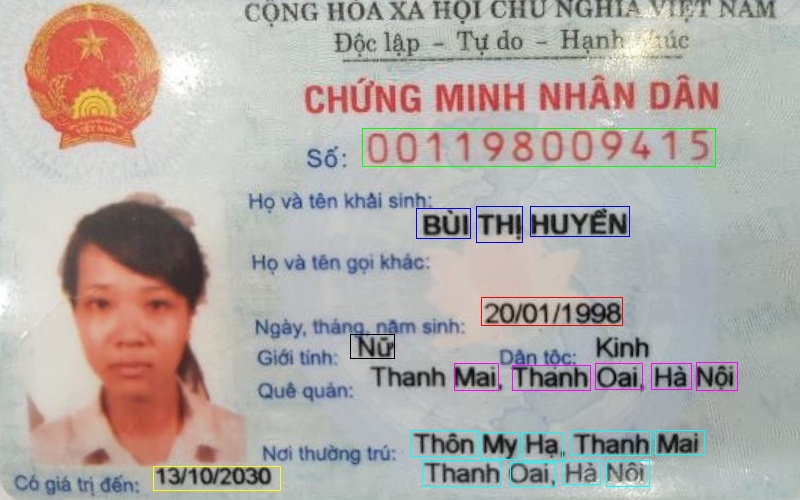 CỘNG HÒA XÃ HỘI CHỦ NGHĨA VIỆT NAM
Độc lập - Tự do - Hạnh phúc
CHỨNG MINH NHÂN DÂN
VIỆT NAM
Số: 001198009415
Họ và tên khai sinh:
BÙI THỊ HUYỀN
Họ và tên gọi khác:
Ngày, tháng, năm sinh: 20/01/1998
Giới tính: Nữ Dân tộc: Kinh
Quê quán: Thanh Mai, Thanh Oai, Hà Nội
Nơi thường trú: Thôn My Hạ, Thanh Mai
Thanh Oai, Hà Nội
Có giá trị đến: 13/10/2030